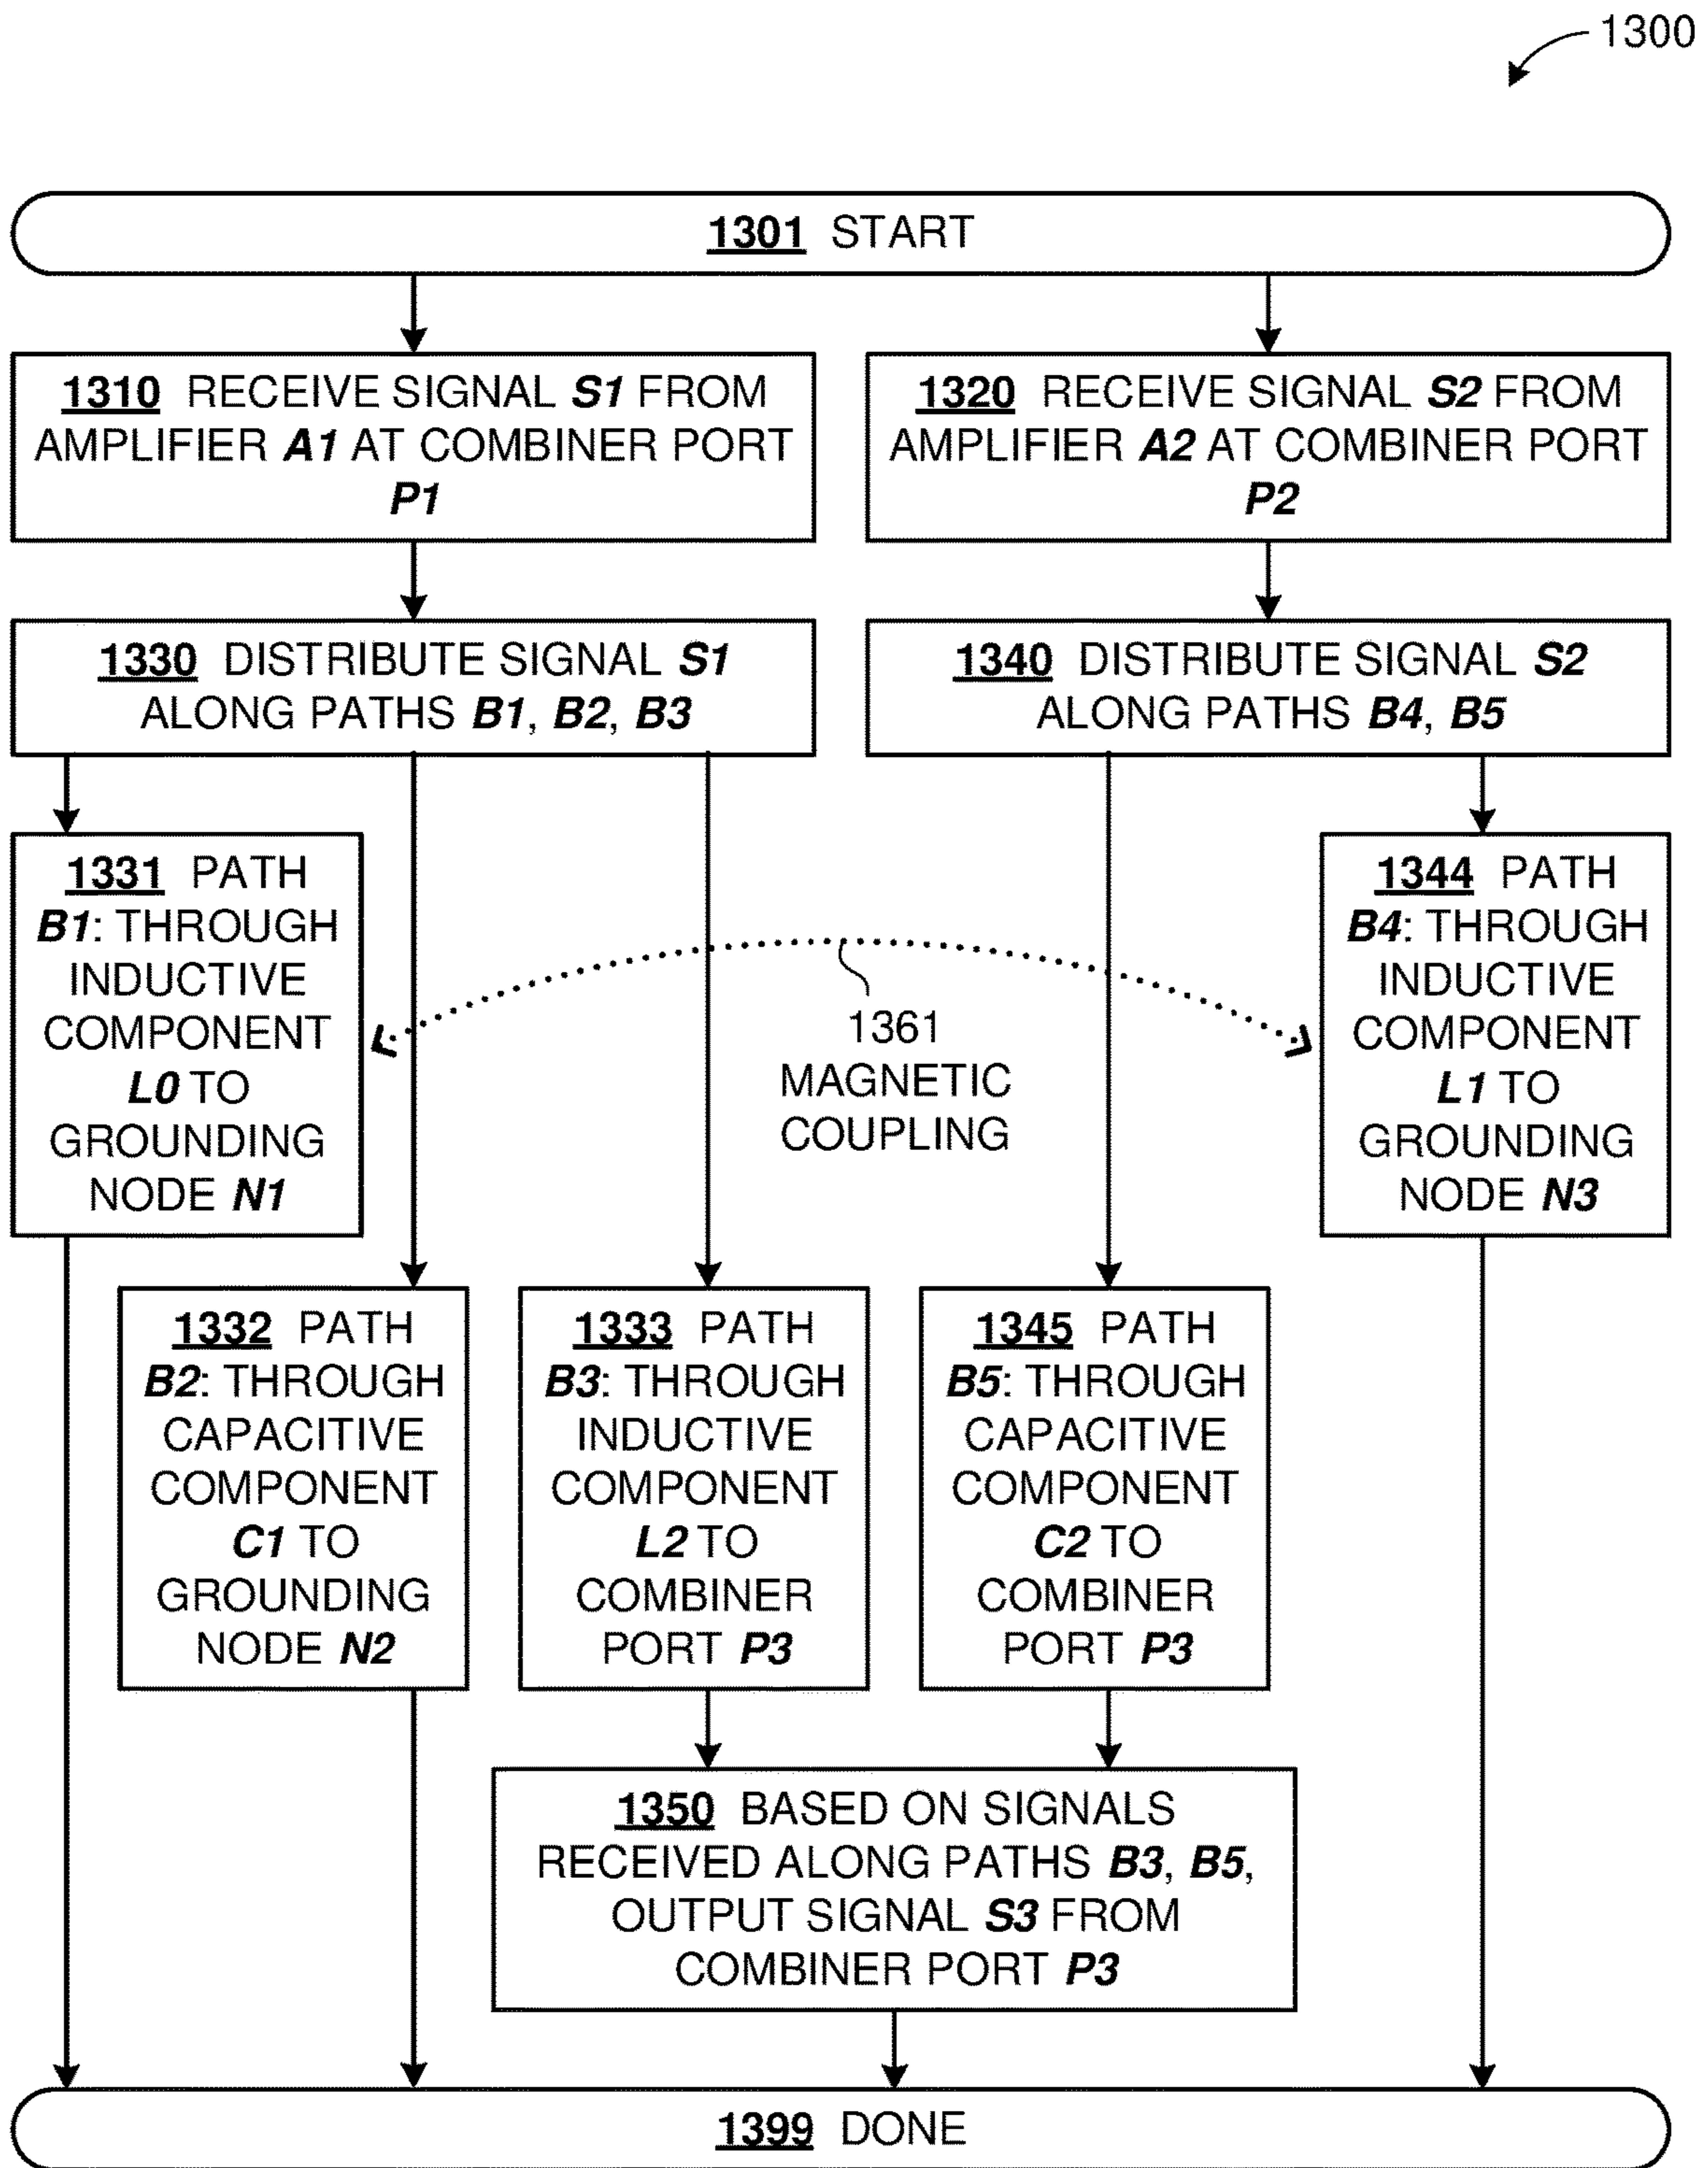 1300
1301 START
1310 RECEIVE SIGNAL S1 FROM
AMPLIFIER A1 AT COMBINER PORT
P1
1320 RECEIVE SIGNAL S2 FROM
AMPLIFIER A2 AT COMBINER PORT
P2
1330 DISTRIBUTE SIGNAL S1
ALONG PATHS B1, B2, B3
1340 DISTRIBUTE SIGNAL S2
ALONG PATHS B4, B5
1331 PATH
B1: THROUGH
INDUCTIVE
COMPONENT
L0 TO
GROUNDING
NODE N1
1361
MAGNETIC
COUPLING
1344 PATH
B4: THROUGH
INDUCTIVE
COMPONENT
L1 TO
GROUNDING
NODE N3
1332 PATH
B2: THROUGH
CAPACITIVE
COMPONENT
C1 TO
GROUNDING
NODE N2
1333 PATH
B3: THROUGH
INDUCTIVE
COMPONENT
L2 TO
COMBINER
PORT P3
1345 PATH
B5: THROUGH
CAPACITIVE
COMPONENT
C2 TO
COMBINER
PORT P3
1350 BASED ON SIGNALS
RECEIVED ALONG PATHS B3, B5,
OUTPUT SIGNAL S3 FROM
COMBINER PORT P3
1399 DONE